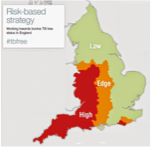 Risk-based
strategy
Working towards bovine TB free
status in England
#tbfree
Low
Edge
High